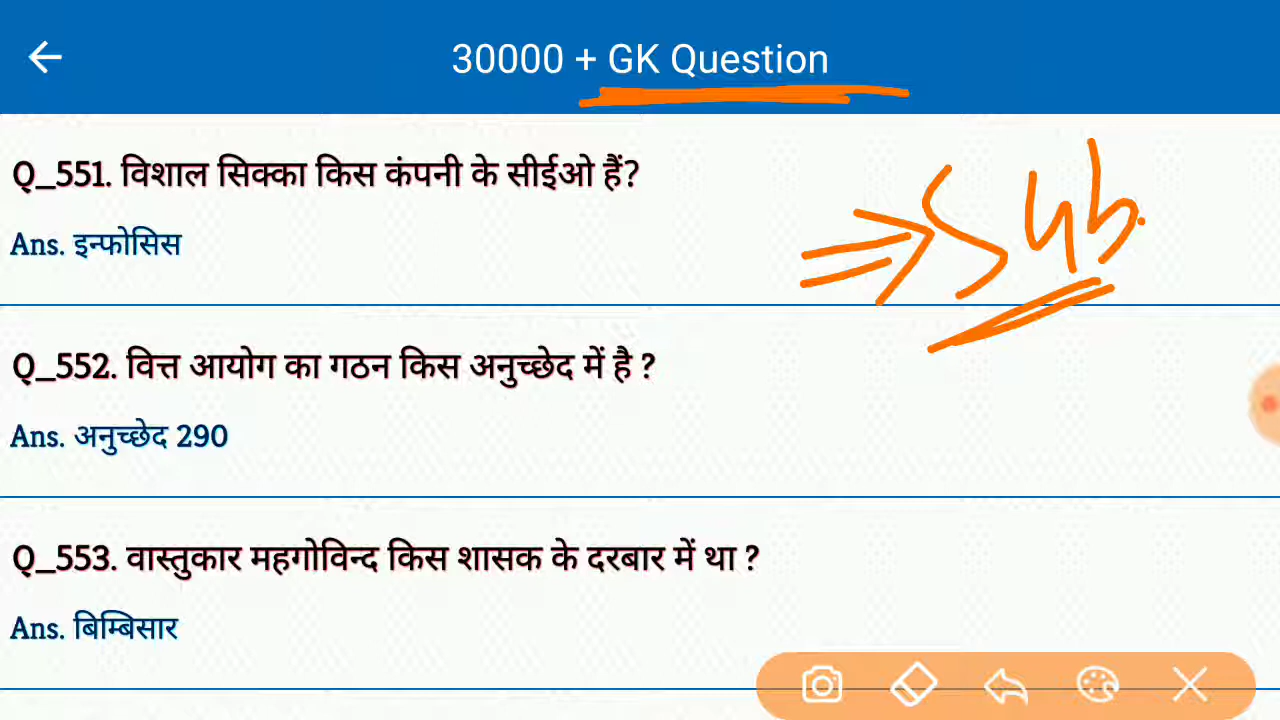 30000 + GK Question
Q_551. विशाल सिक्का किस कंपनी के सीईओ हैं?
Sub.
Ans. इन्फोसिस
Q_552. वित्त आयोग का गठन किस अनुच्छेद में है ?
Ans. अनुच्छेद 290
Q_553. वास्तुकार महगोविन्द किस शासक के दरबार में था ?
Ans. बिम्बिसार